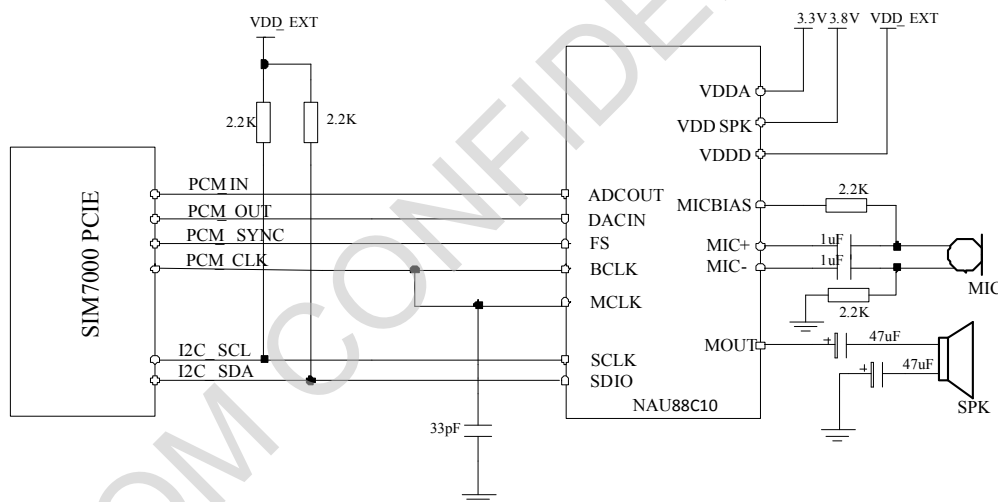 VDD_EXT
3.3V 3.8V VDD_EXT
2.2K
2.2K
SIM7000 PCIE
PCM IN
PCM_OUT
PCM_SYNC
PCM_CLK
I2C_SCL
I2C_SDA
33pF
ADCOUT
DACIN
FS
BCLK
MCLK
SCLK
SDIO
NAU88C10
VDDA
VDD SPK
VDDD
MICBIAS
MIC+
MIC-
MOUT
2.2K
1uF
1uF
MIC
2.2K
+
47uF
+
47uF
SPK
OM CONFIDE